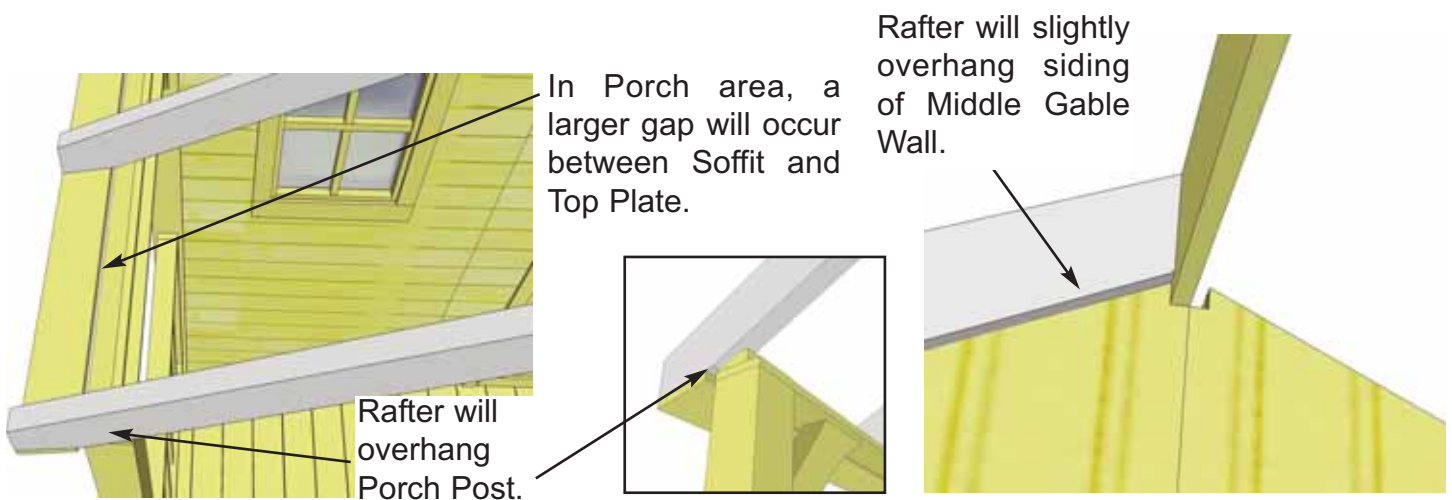 In Porch area, a
larger gap will occur
between Soffit and
Top Plate.
Rafter will
overhang
Porch Post.
Rafter will slightly
overhang siding
of Middle Gable
Wall.